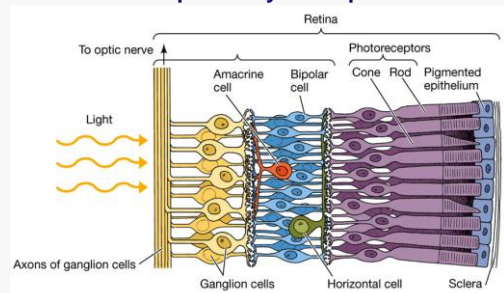 Retina
To optic nerve
Photoreceptors
Amacrine cell
Bipolar cell
Cone Rod Pigmented epithelium
Light
Axons of ganglion cells
Ganglion cells
Horizontal cell
Sclera